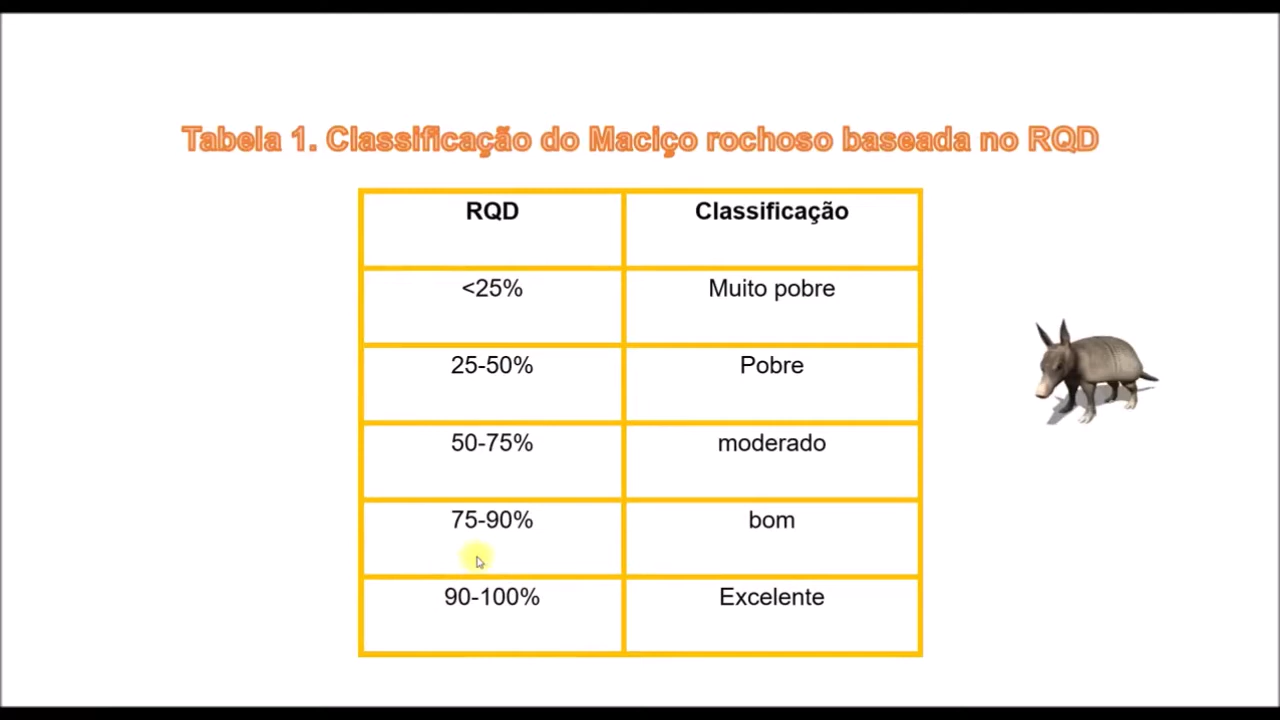 Tabela 1. Classificação do Maciço rochoso baseada no RQD
RQD Classificação
<25% Muito pobre
25-50% Pobre
50-75% moderado
75-90% bom
90-100% Excelente